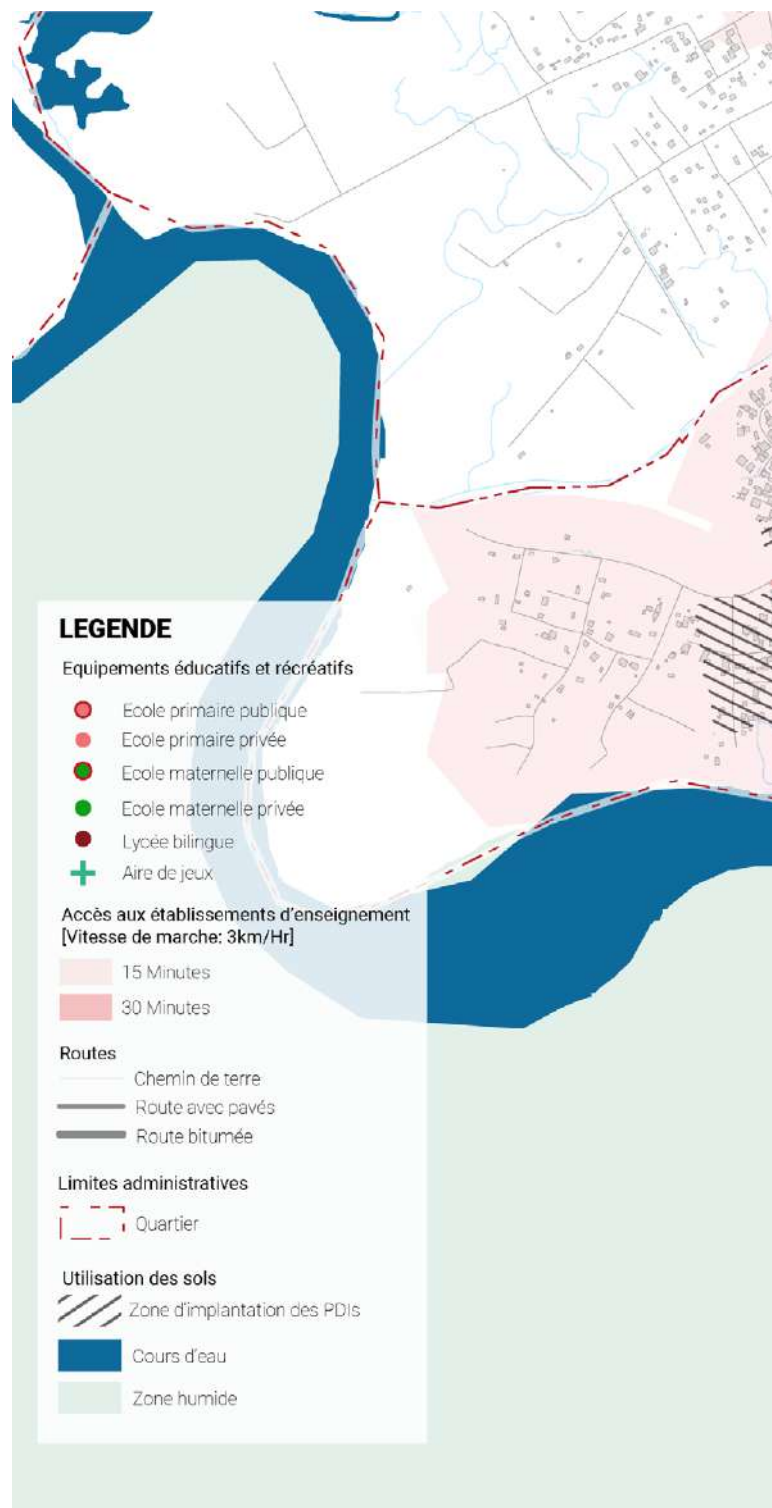 LEGENDE
Equipements éducatifs et récréatifs
Ecole primaire publique
Ecole primaire privée
Ecole maternelle publique
Ecole maternelle privée
Lycée bilingue
Aire de jeux
Accès aux établissements d'enseignement
[Vitesse de marche: 3km/Hr]
15 Minutes
30 Minutes
Routes
Chemin de terre
Route avec pavés
Route bitumée
Limites administratives
Quartier
Utilisation des sols
Zone d'implantation des PDIs
Cours d'eau
Zone humide